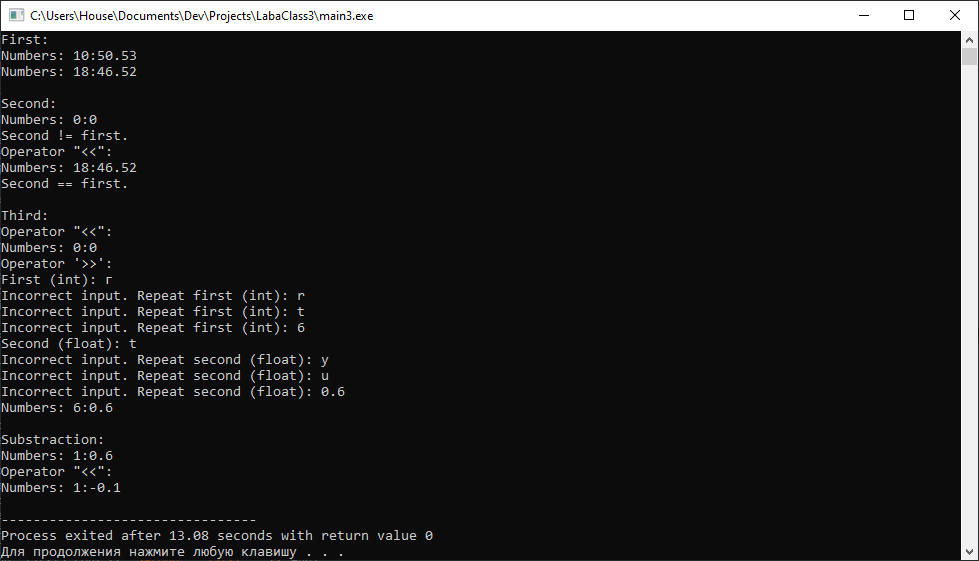 C:\Users\House\Documents\Dev\Projects\LabaClass3\main3.exe
First:
Numbers: 10:50.53
Numbers: 18:46.52
Second:
Numbers: 0:0
Second != first.
Operator "<<":
Numbers: 18:46.52
Second == first.
Third:
Operator "<<":
Numbers: 0:0
Operator '>>':
First (int): r
Incorrect input. Repeat first (int): r
Incorrect input. Repeat first (int): t
Incorrect input. Repeat first (int): 6
Second (float): t
Incorrect input. Repeat second (float): y
Incorrect input. Repeat second (float): u
Incorrect input. Repeat second (float): 0.6
Numbers: 6:0.6
Substraction:
Numbers: 1:0.6
Operator "<<":
Numbers: 1:-0.1
--------------------------------
Process exited after 13.08 seconds with return value 0
Для продолжения нажмите любую клавишу . . .